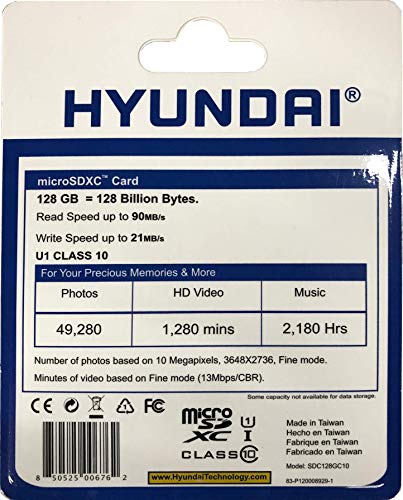 HYUNDAI®
microSDXC™ Card
128 GB = 128 Billion Bytes.
Read Speed up to 90MB/s
Write Speed up to 21MB/s
U1 CLASS 10
For Your Precious Memories & More
Photos HD Video Music
49,280 1,280 mins 2,180 Hrs
Number of photos based on 10 Megapixels, 3648X2736, Fine mode.
Minutes of video based on Fine mode (13Mbps/CBR).
Some capacity not available for data storage.
CE FC
micro SD XC U1 I
CLASS 10
Made in Taiwan
Hecho en Taiwan
Fabrique en Taiwan
Fabricado en Taiwan
Model: SDC128GC10
8 50525 00676 2
www.HyundaiTechnology.com
83-P120008929-1